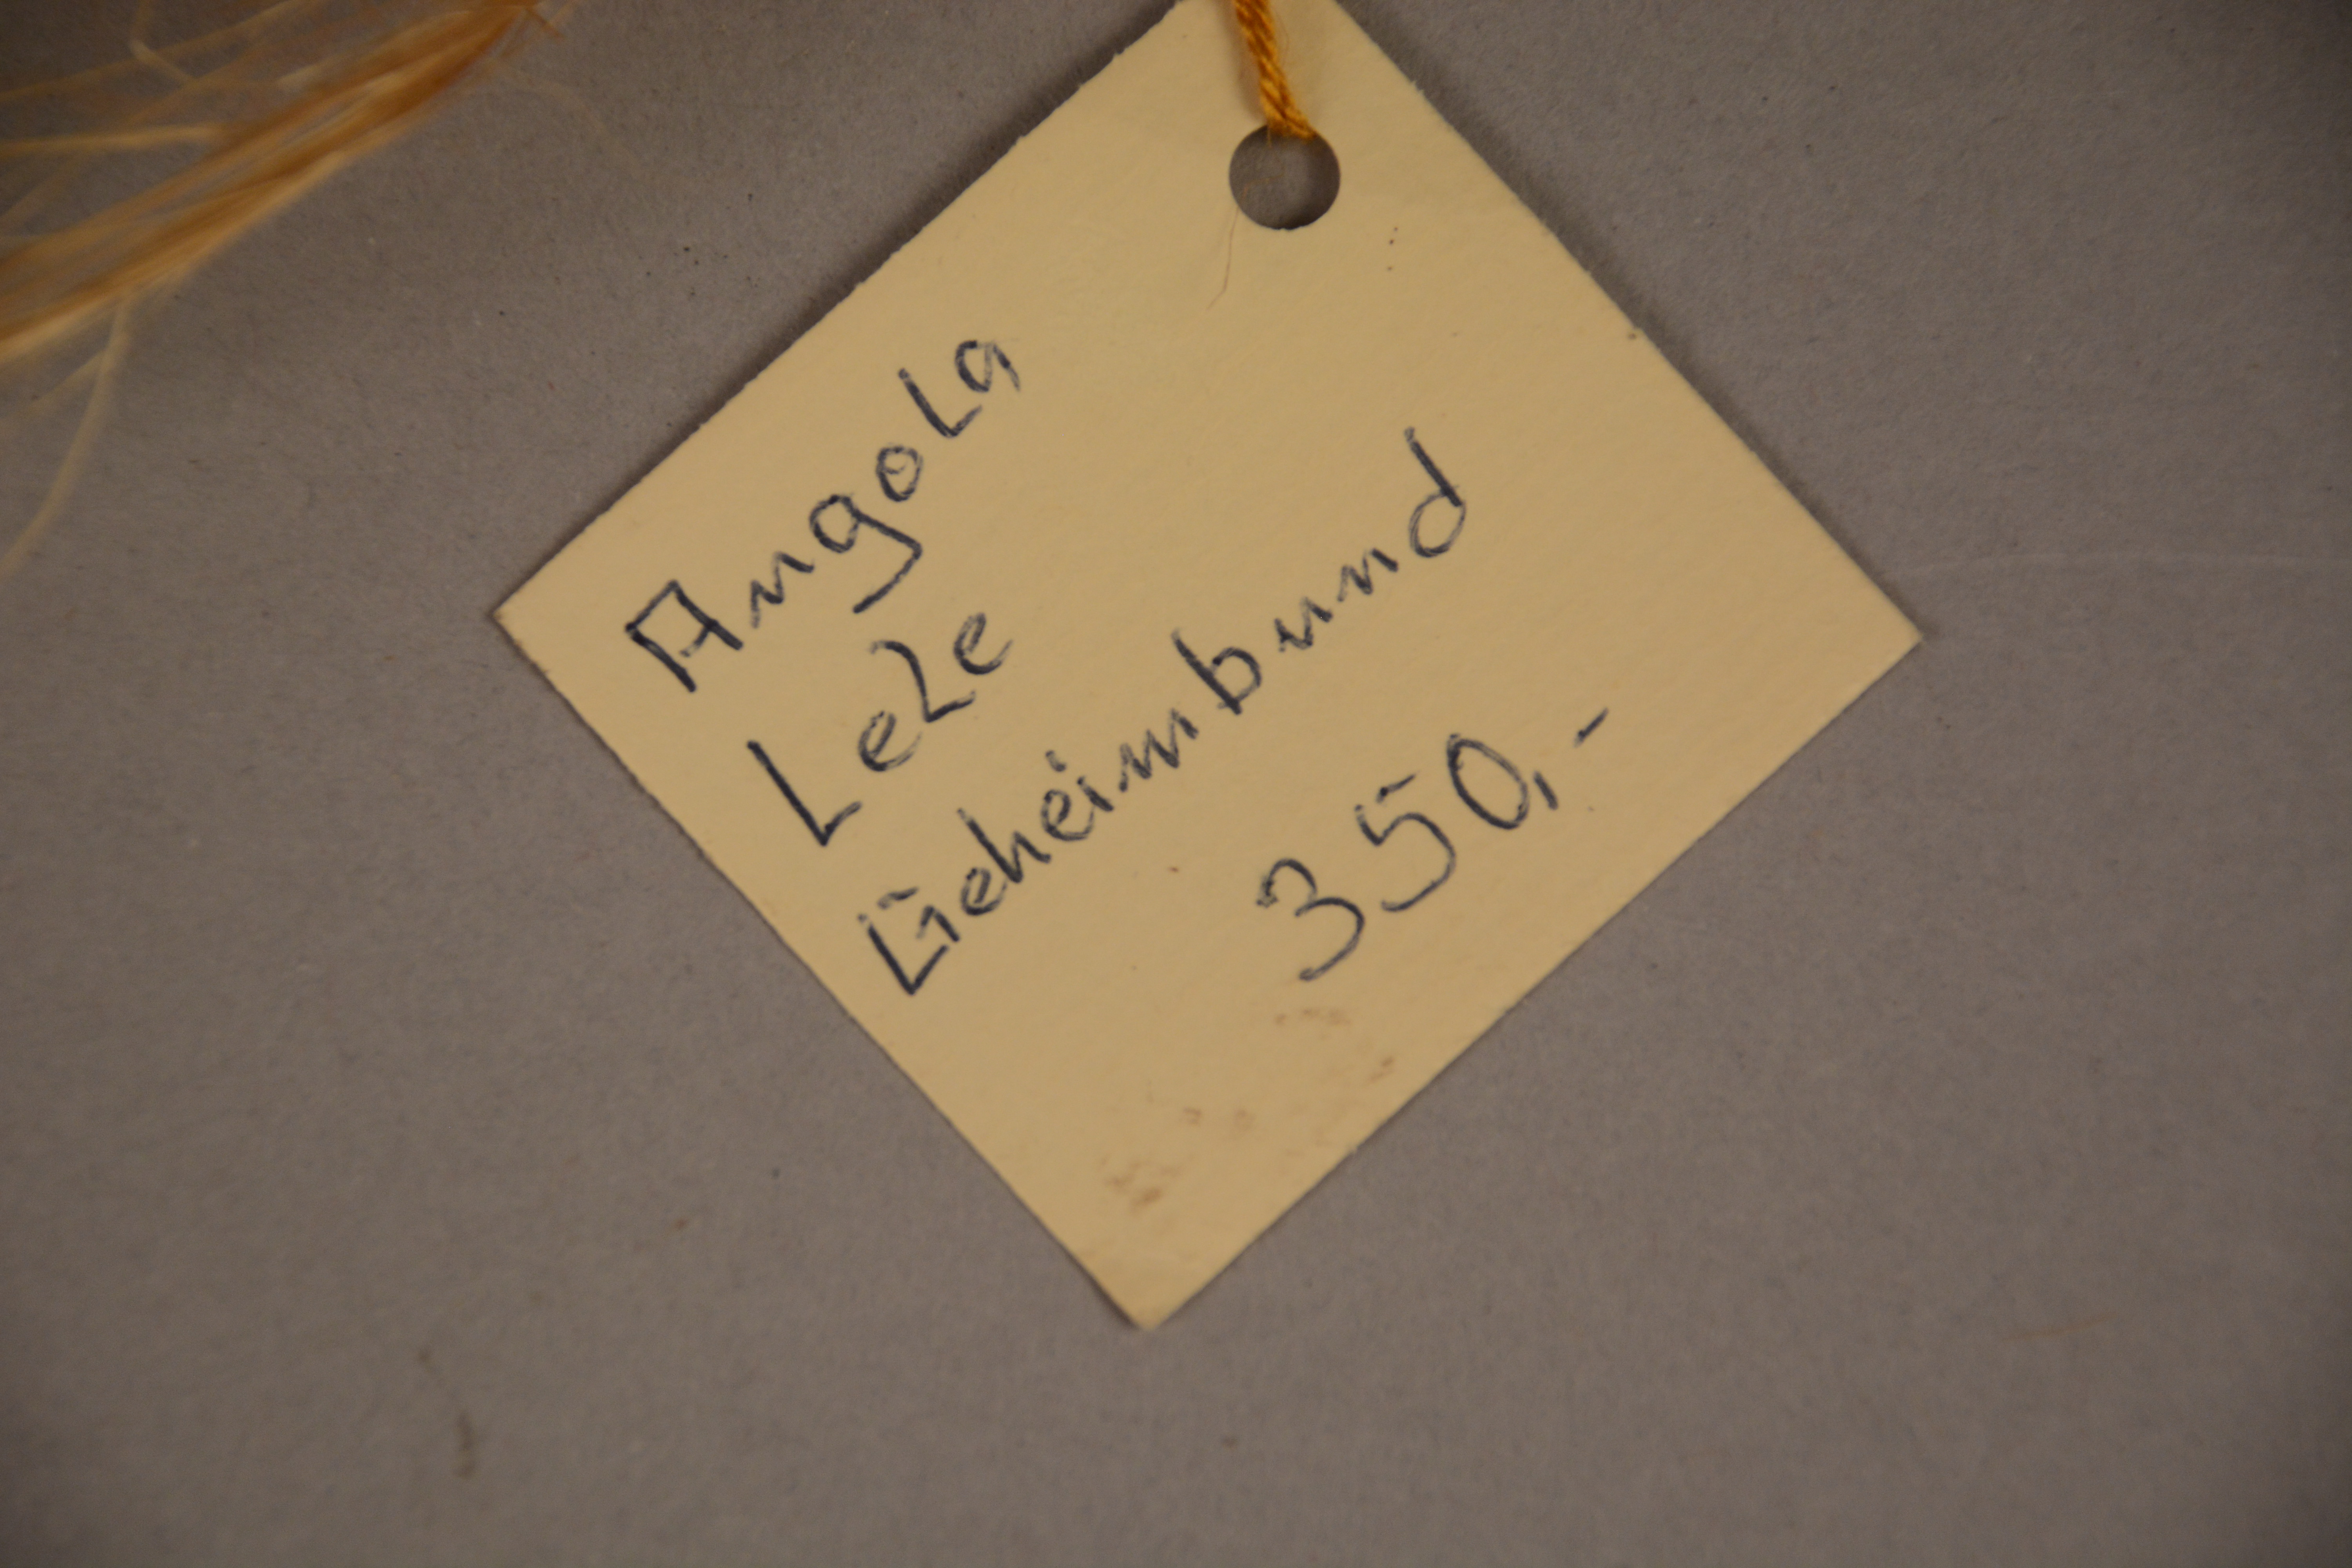 Angola
Leze
Geheimbund
350,-